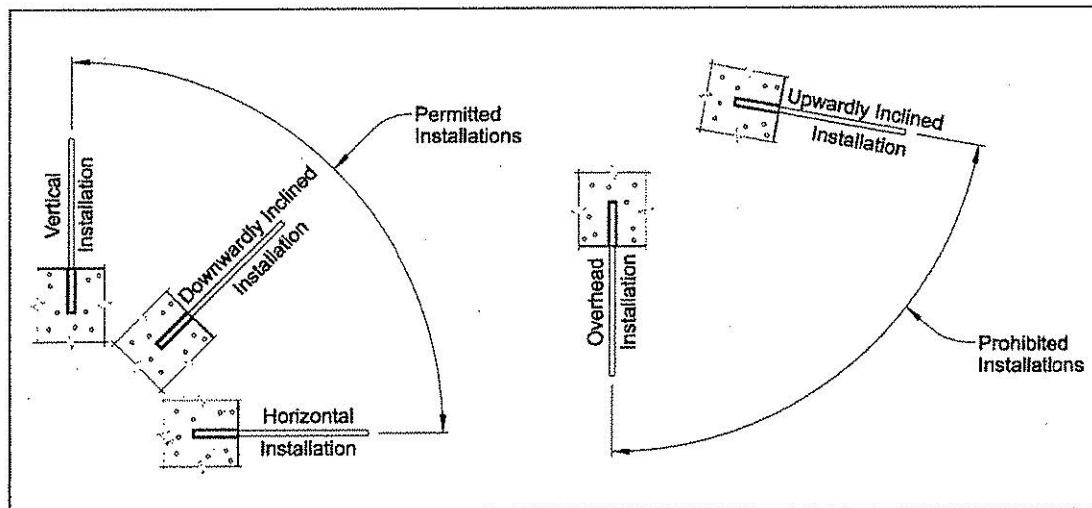 Permitted
Installations
Vertical
Installation
Downwardly Inclined
Installation
Horizontal
Installation
Upwardly Inclined
Installation
Overhead
Installation
Prohibited
Installations